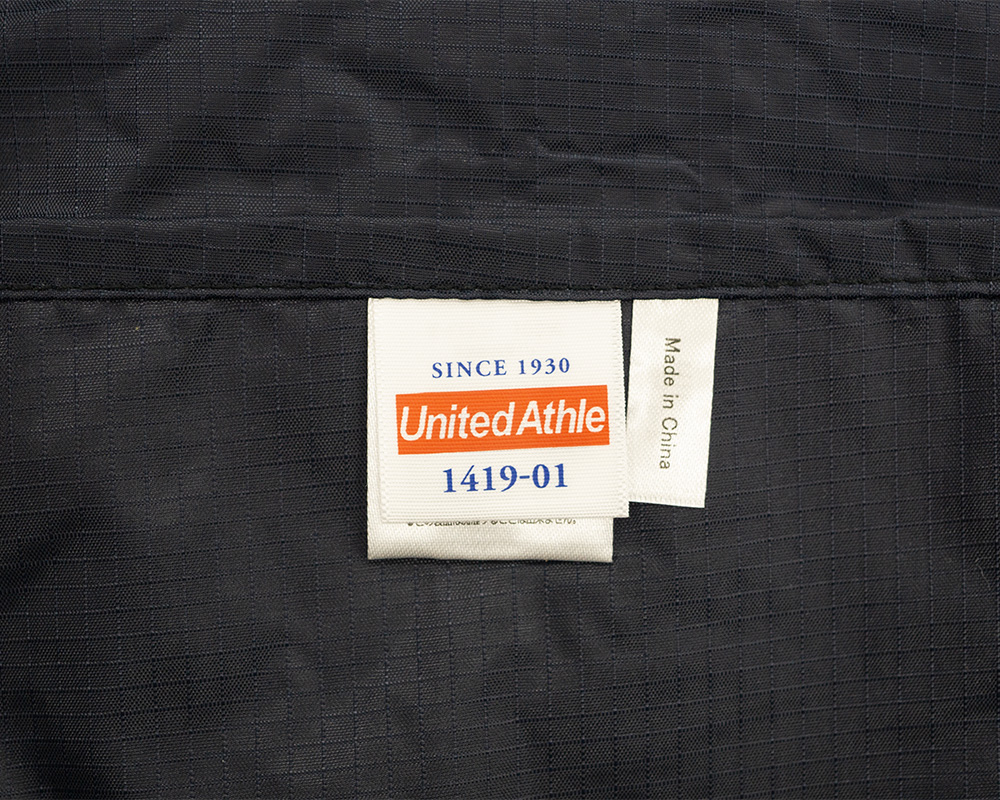 SINCE 1930
United Athle
1419-01
Made in China